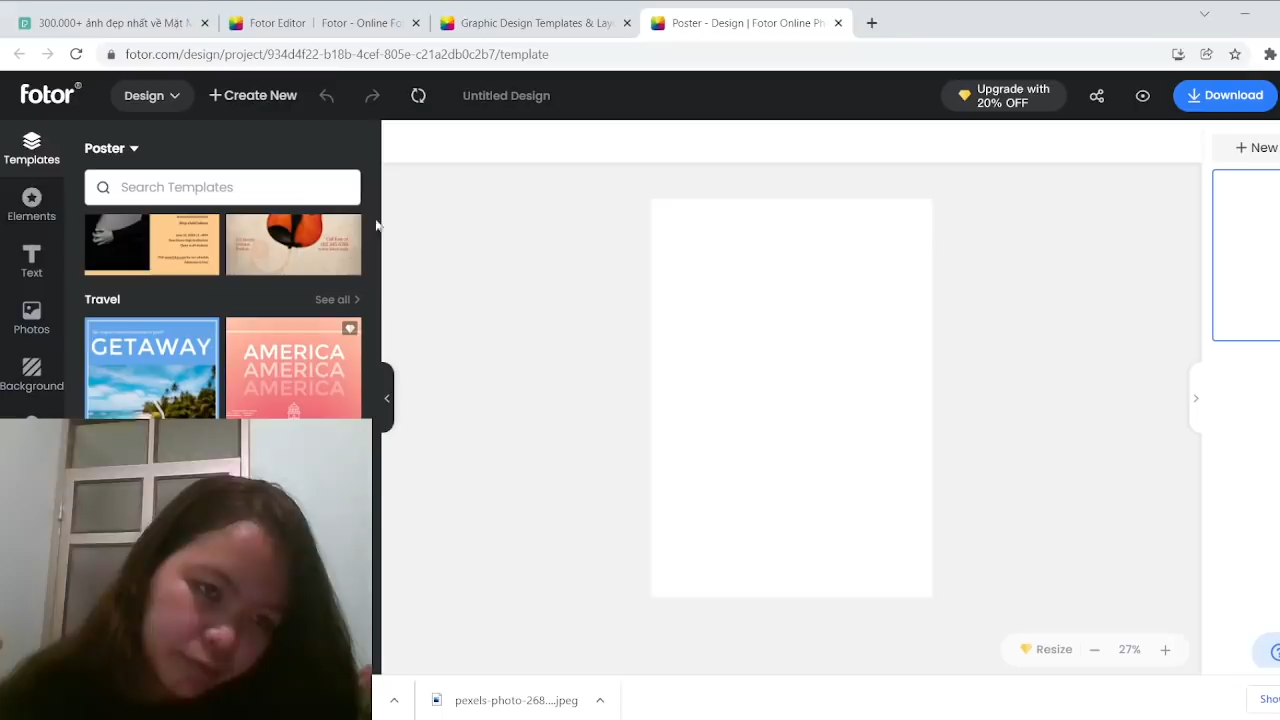 300.000+ ảnh đẹp nhất về Mặt N
Fotor Editor | Fotor - Online Fo
Graphic Design Templates & Lay
Poster - Design | Fotor Online Ph
fotor.com/design/project/934d4f22-b18b-4cef-805e-c21a2db0c2b7/template
fotor®
Design
Create New
Untitled Design
Upgrade with
20% OFF
Download
Templates
Elements
Text
Photos
Background
Poster
Search Templates
Travel
See all
GETAWAY
AMERICA
AMERICA
AMERICA
+ New
Resize
27%
pexels-photo-268....jpeg
Sho